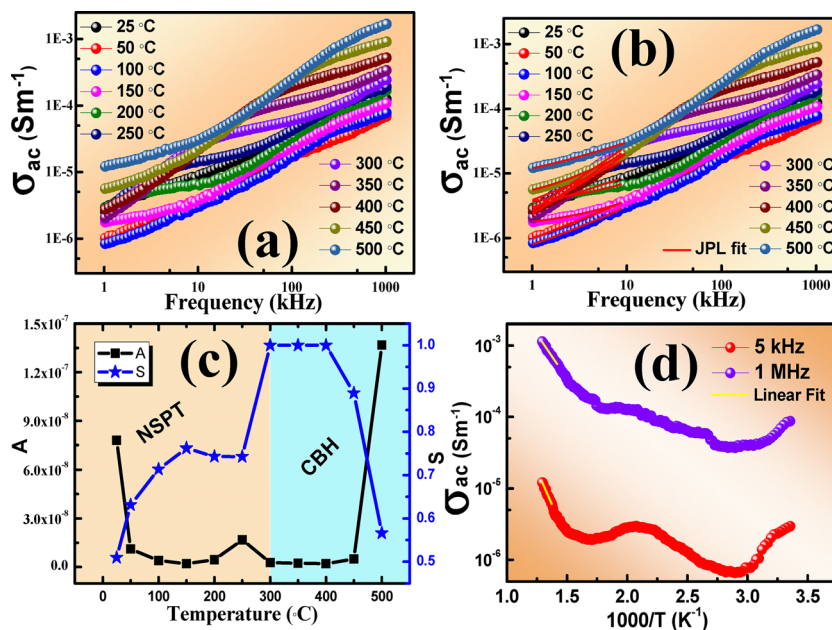 (a)
1E-3
1E-4
1E-5
1E-6
σac (Sm-1)
25 °C
50 °C
100 °C
150 °C
200 °C
250 °C
300 °C
350 °C
400 °C
450 °C
500 °C
1 10 100 1000
Frequency (kHz)
(b)
1E-3
1E-4
1E-5
1E-6
σac (Sm-1)
25 °C
50 °C
100 °C
150 °C
200 °C
250 °C
300 °C
350 °C
400 °C
450 °C
500 °C
JPL fit
1 10 100 1000
Frequency (kHz)
(c)
1.5x10-7
1.2x10-7
9.0x10-8
6.0x10-8
3.0x10-8
0.0
A
A
S
NSPT
CBH
1.0
0.9
0.8
0.7
0.6
0.5
S
0 100 200 300 400 500
Temperature (°C)
(d)
10-3
10-4
10-5
10-6
σac (Sm-1)
5 kHz
1 MHz
Linear Fit
1.0 1.5 2.0 2.5 3.0 3.5
1000/T (K-1)